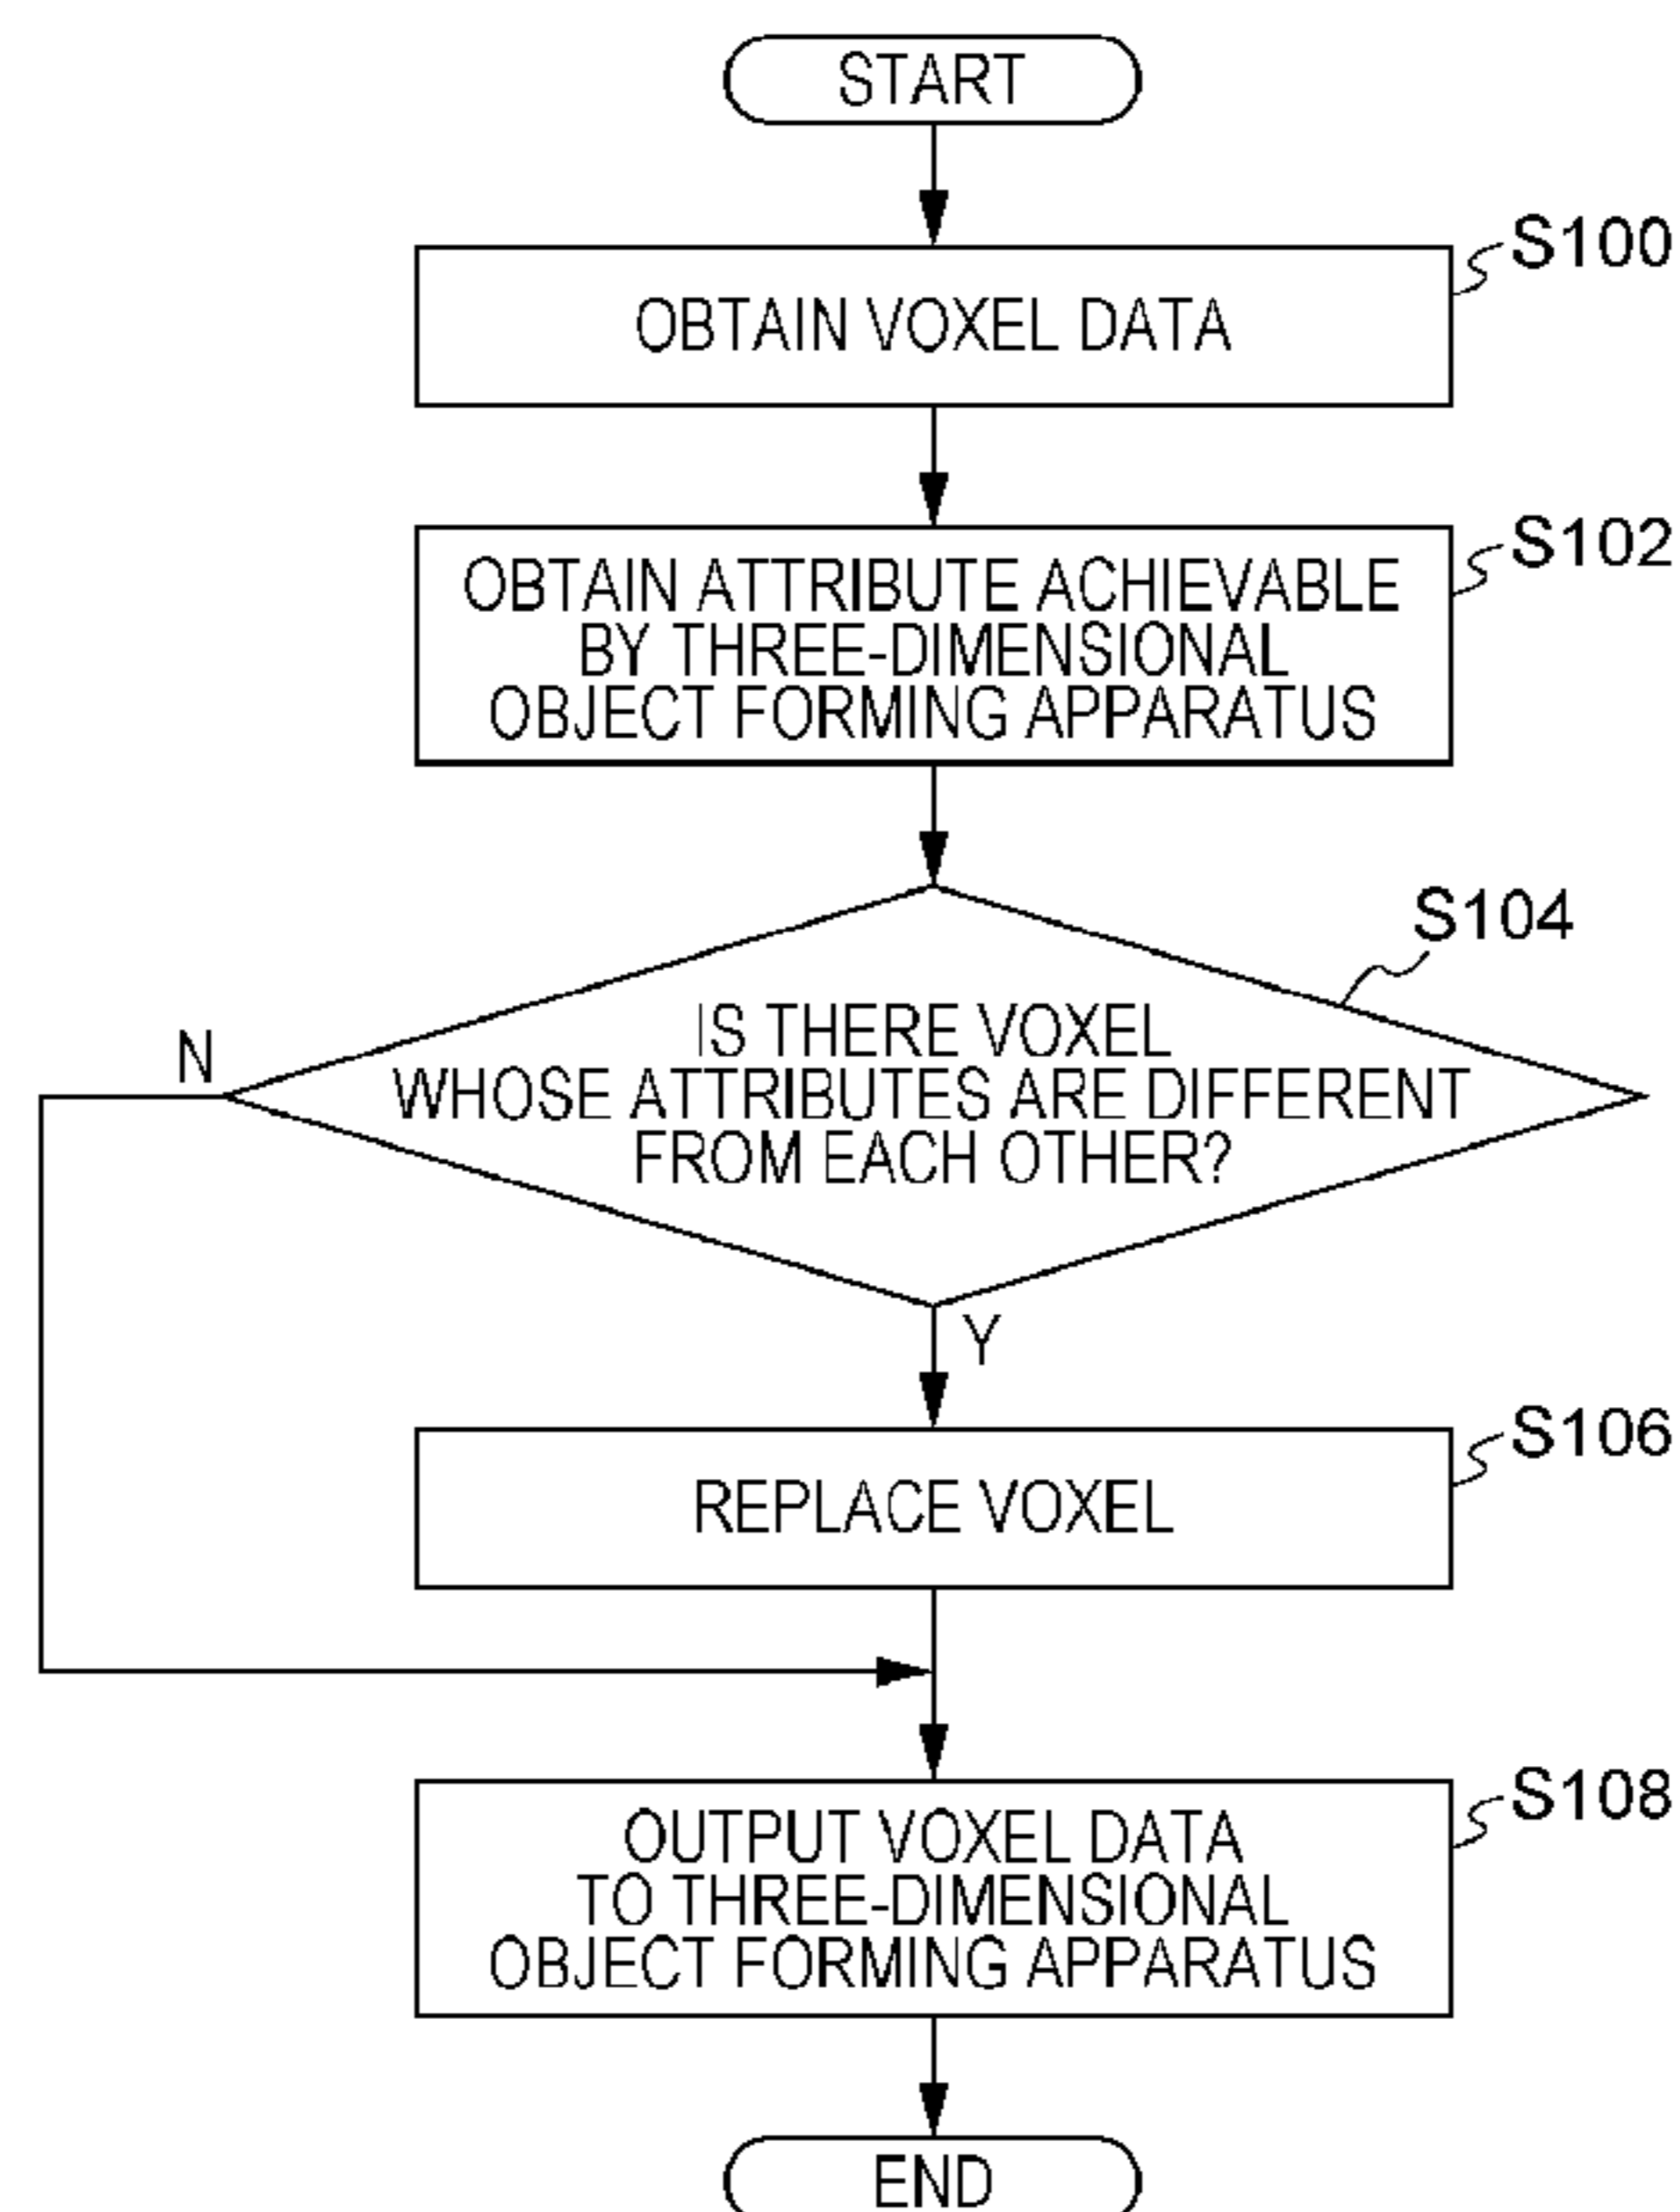 START
S100
OBTAIN VOXEL DATA
S102
OBTAIN ATTRIBUTE ACHIEVABLE
BY THREE-DIMENSIONAL
OBJECT FORMING APPARATUS
S104
IS THERE VOXEL
WHOSE ATTRIBUTES ARE DIFFERENT
FROM EACH OTHER?
N
Y
S106
REPLACE VOXEL
S108
OUTPUT VOXEL DATA
TO THREE-DIMENSIONAL
OBJECT FORMING APPARATUS
END